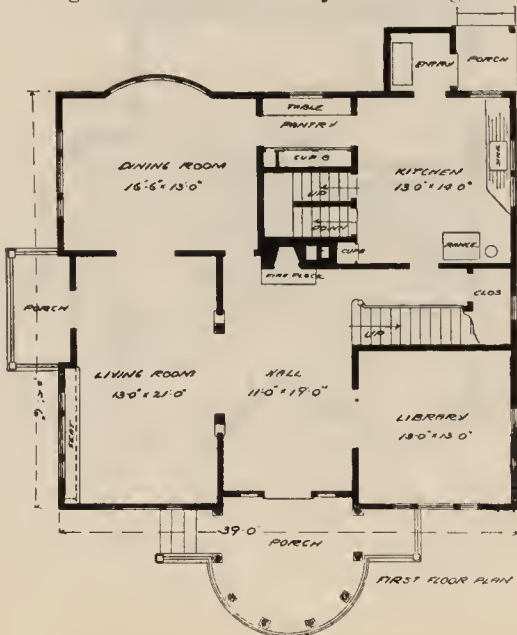 ENTRY
PORCH
TABLE
PANTRY
CUP'B
DINING ROOM
16'-6" x 13'-0"
KITCHEN
13'-0" x 14'-0"
SINK
UP
DOWN
RANGE
CUP'B
FIRE PLACE
PORCH
CLOS
UP
LIVING ROOM
13'-0" x 21'-0"
HALL
11'-0" x 19'-0"
LIBRARY
13'-0" x 13'-0"
SEAT
39'-0"
PORCH
FIRST FLOOR PLAN